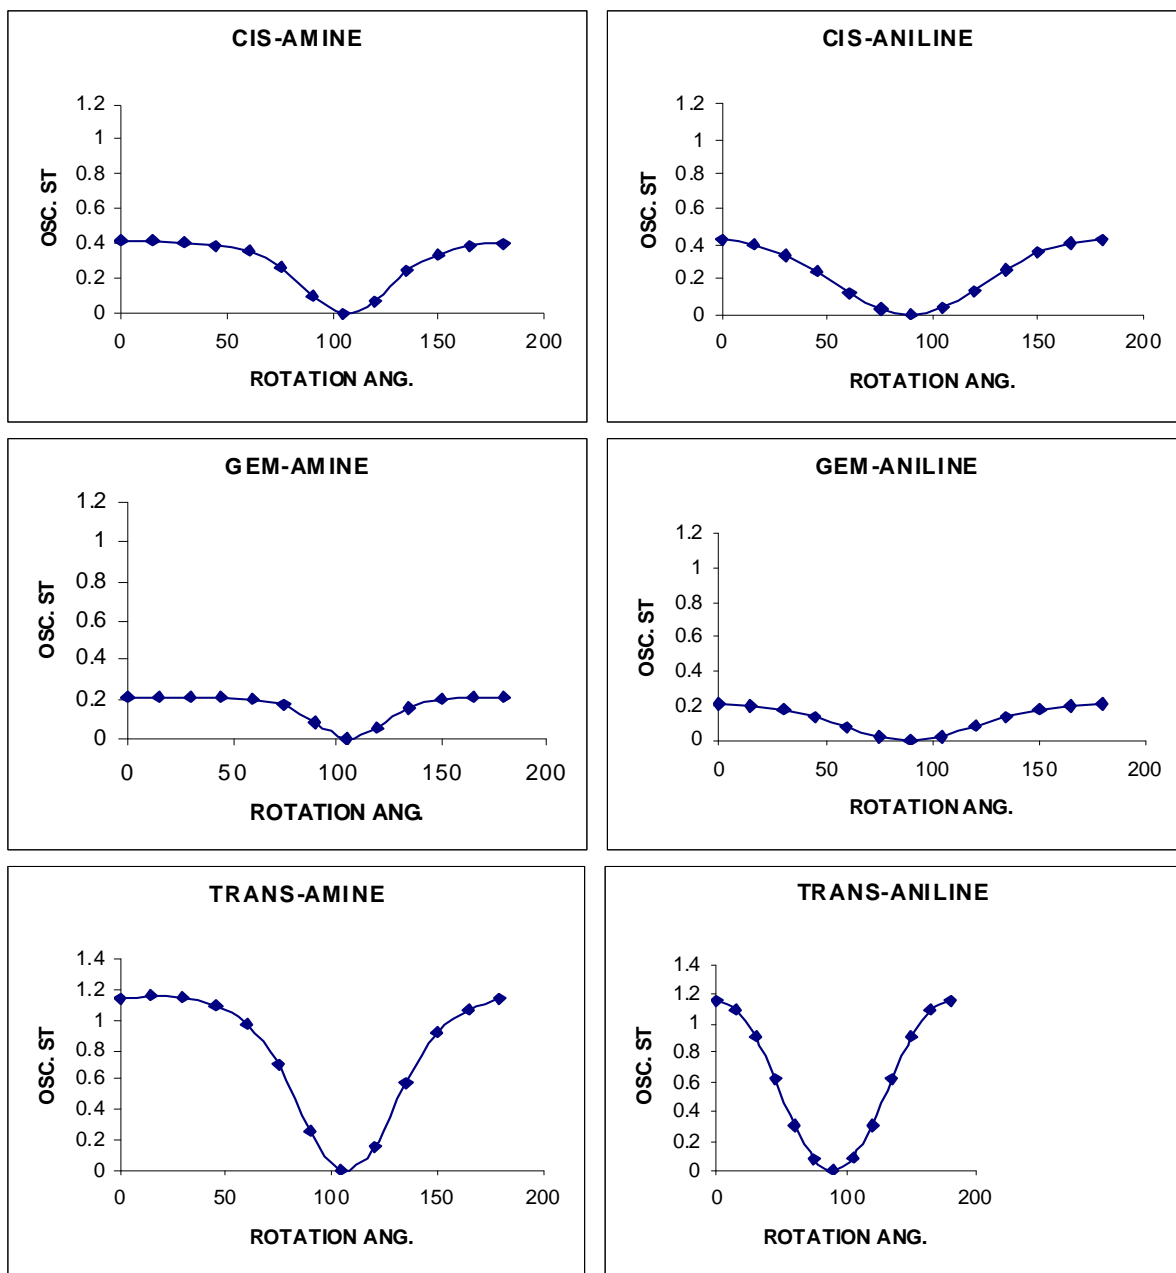 CIS-AMINE
1.2
1
0.8
0.6
0.4
0.2
0
OSC. ST
0 50 100 150 200
ROTATION ANG.
CIS-ANILINE
1.2
1
0.8
0.6
0.4
0.2
0
OSC. ST
0 50 100 150 200
ROTATION ANG.
GEM-AMINE
1.2
1
0.8
0.6
0.4
0.2
0
OSC. ST
0 50 100 150 200
ROTATION ANG.
GEM-ANILINE
1.2
1
0.8
0.6
0.4
0.2
0
OSC. ST
0 50 100 150 200
ROTATION ANG.
TRANS-AMINE
1.4
1.2
1
0.8
0.6
0.4
0.2
0
OSC. ST
0 50 100 150 200
ROTATION ANG.
TRANS-ANILINE
1.4
1.2
1
0.8
0.6
0.4
0.2
0
OSC. ST
0 100 200
ROTATION ANG.